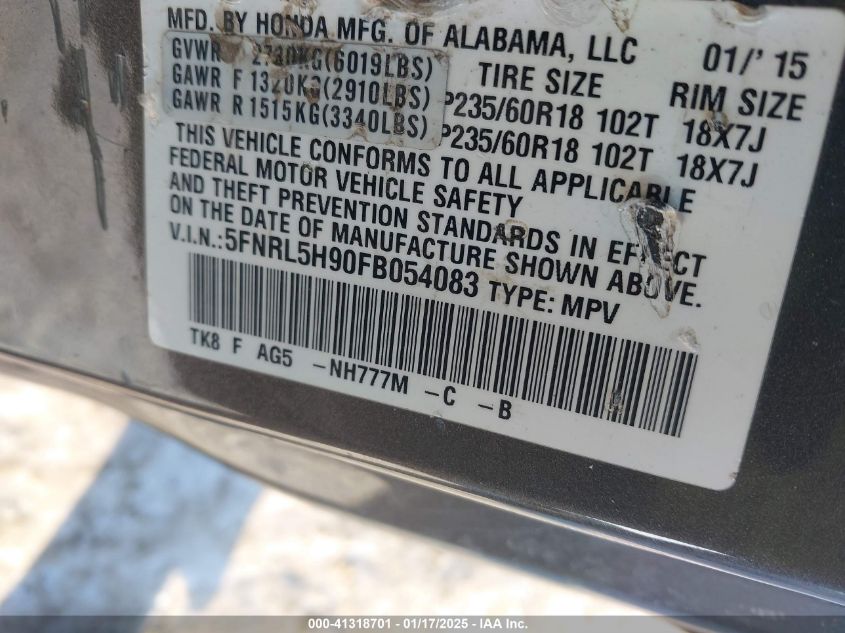 MFD. BY HONDA MFG. OF ALABAMA, LLC 01/'15
GVWR 2730KG(6019LBS) TIRE SIZE RIM SIZE
GAWR F 1320KG(2910LBS) P235/60R18 102T 18X7J
GAWR R 1515KG(3340LBS) P235/60R18 102T 18X7J
THIS VEHICLE CONFORMS TO ALL APPLICABLE
FEDERAL MOTOR VEHICLE SAFETY
AND THEFT PREVENTION STANDARDS IN EFFECT
ON THE DATE OF MANUFACTURE SHOWN ABOVE.
V.I.N.:5FNRL5H90FB054083 TYPE: MPV
TK8 F AG5 -NH777M -C -B
000-41318701 - 01/17/2025 - IAA Inc.